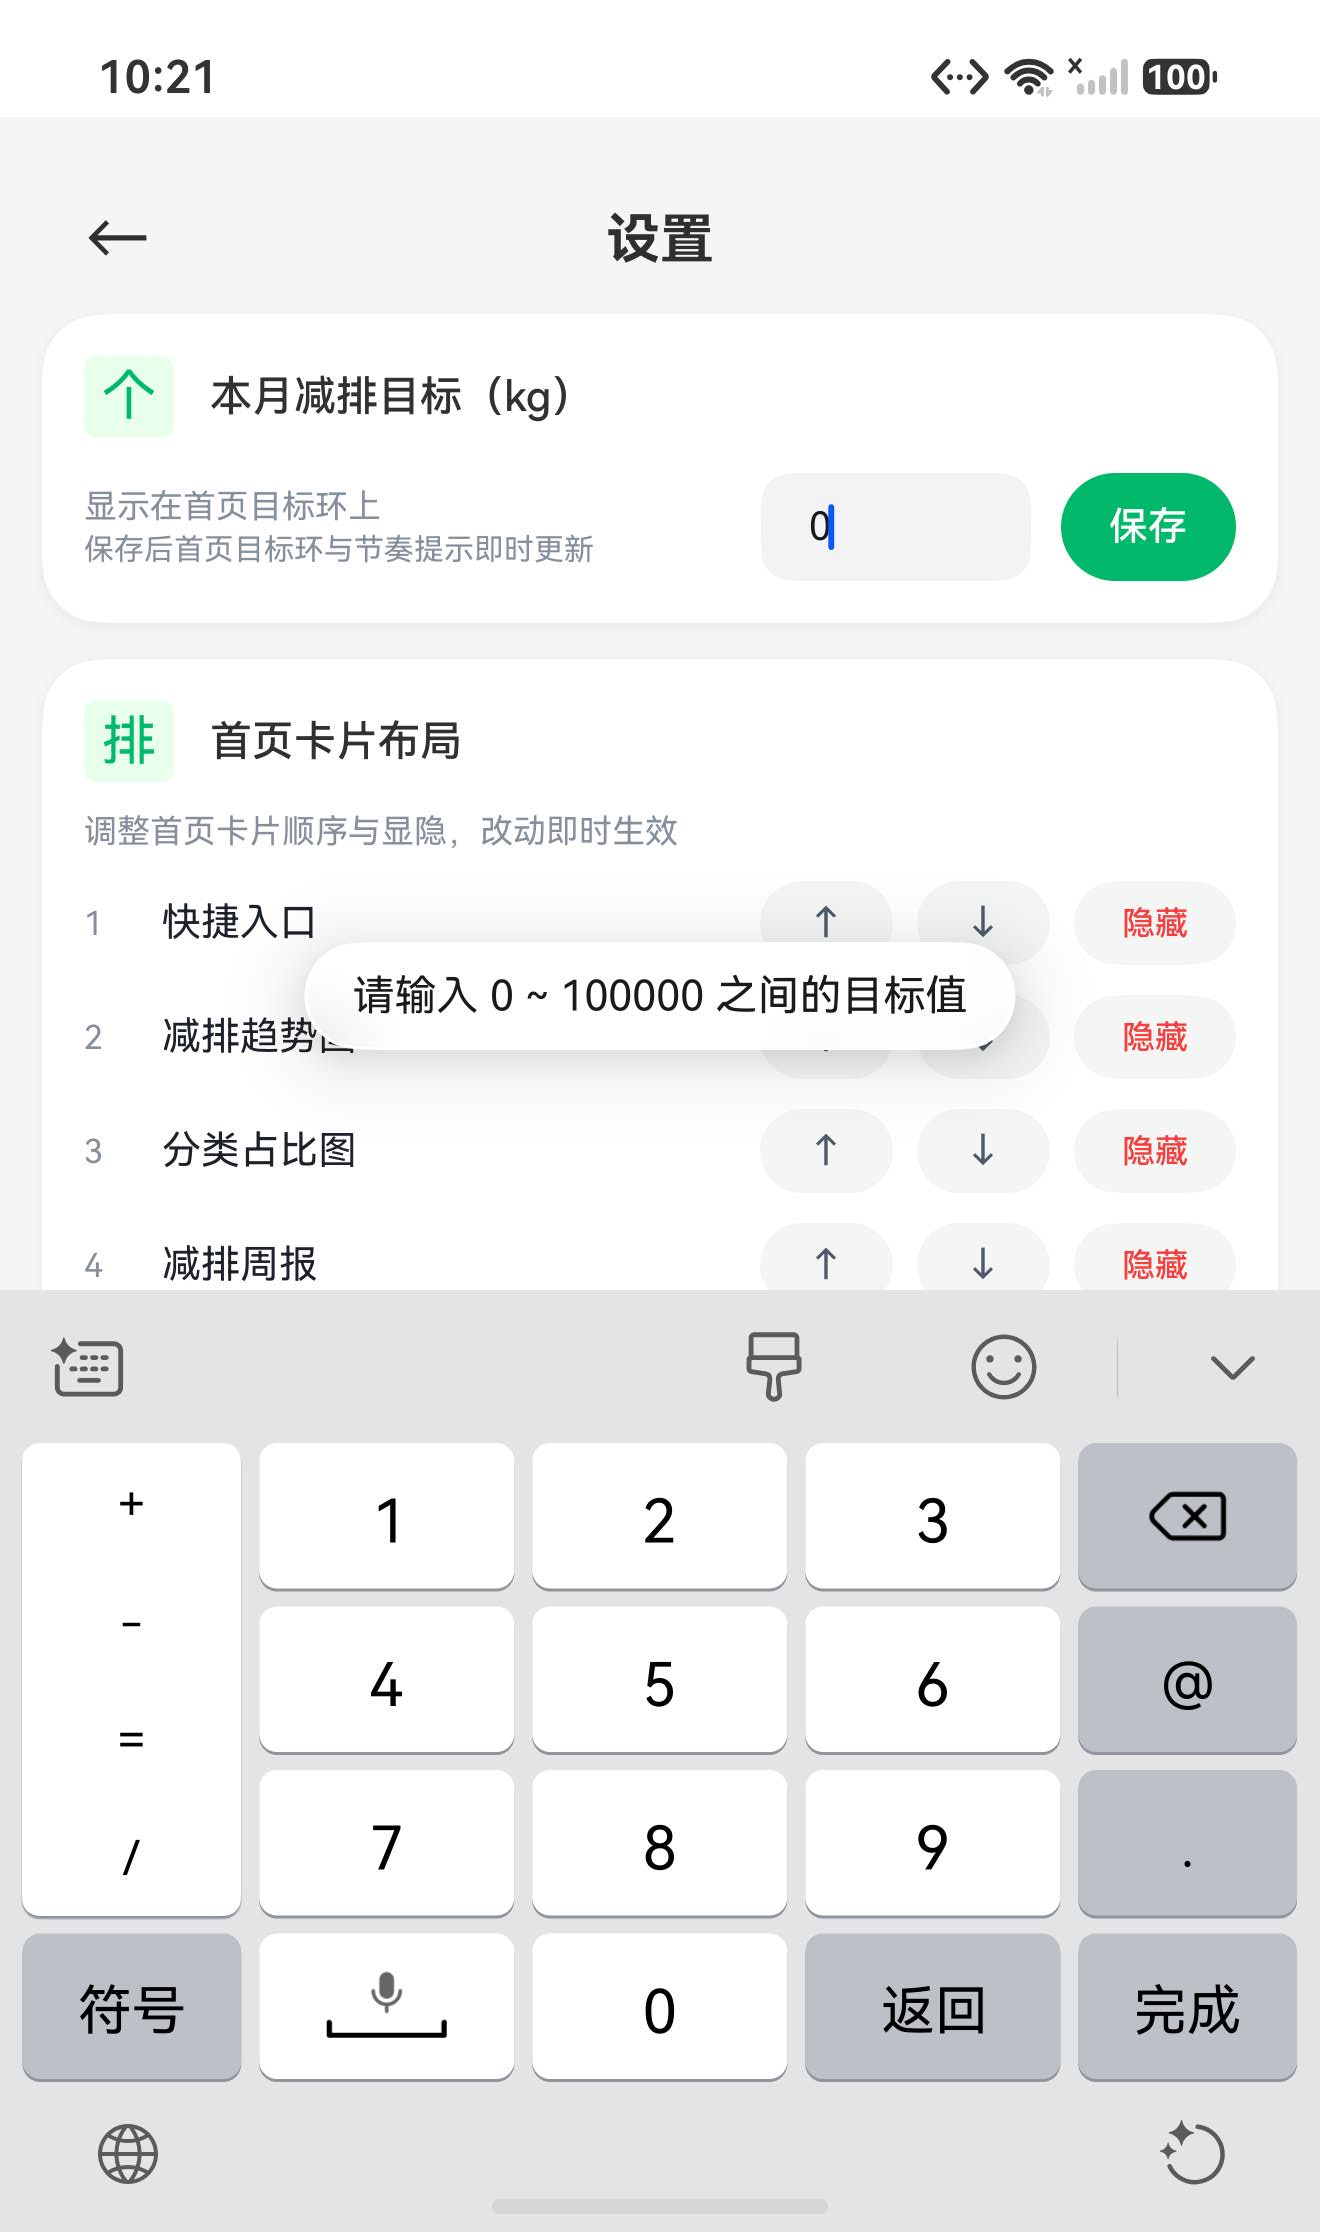 10:21
100
设置
个
本月减排目标（kg）
显示在首页目标环上
保存后首页目标环与节奏提示即时更新
0
保存
排
首页卡片布局
调整首页卡片顺序与显隐，改动即时生效
1 快捷入口 ↑ ↓ 隐藏
请输入 0 ~ 100000 之间的目标值
2 减排趋势图 隐藏
3 分类占比图 ↑ ↓ 隐藏
4 减排周报 ↑ ↓ 隐藏
+ 1 2 3
- 4 5 6 @
= 7 8 9 .
/
符号 0 返回 完成